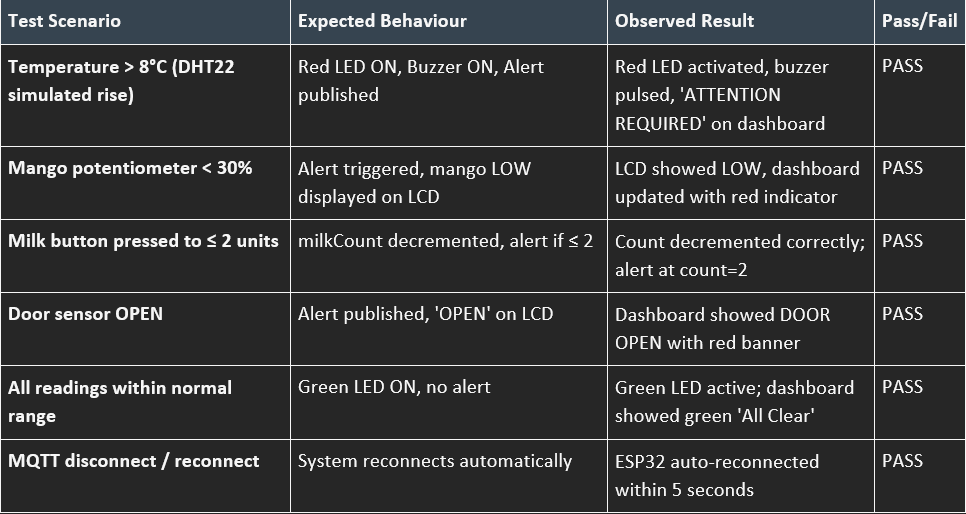 Test Scenario Expected Behaviour Observed Result Pass/Fail
Temperature > 8°C (DHT22
simulated rise)
Red LED ON, Buzzer ON, Alert
published
Red LED activated, buzzer
pulsed, 'ATTENTION
REQUIRED' on dashboard
PASS
Mango potentiometer < 30%
Alert triggered, mango LOW
displayed on LCD
LCD showed LOW, dashboard
updated with red indicator
PASS
Milk button pressed to ≤ 2 units
milkCount decremented, alert if ≤ 2
Count decremented correctly;
alert at count=2
PASS
Door sensor OPEN
Alert published, 'OPEN' on LCD
Dashboard showed DOOR
OPEN with red banner
PASS
All readings within normal
range
Green LED ON, no alert
Green LED active; dashboard
showed green 'All Clear'
PASS
MQTT disconnect / reconnect
System reconnects automatically
ESP32 auto-reconnected
within 5 seconds
PASS